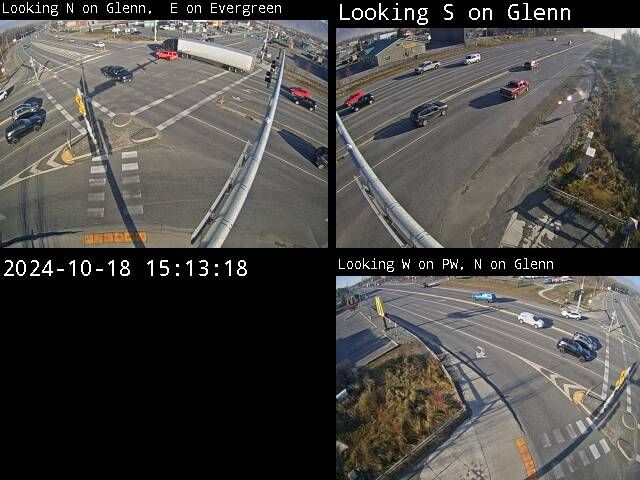 Looking N on Glenn,  E on Evergreen
Looking S on Glenn
2024-10-18 15:13:18
Looking W on PW, N on Glenn